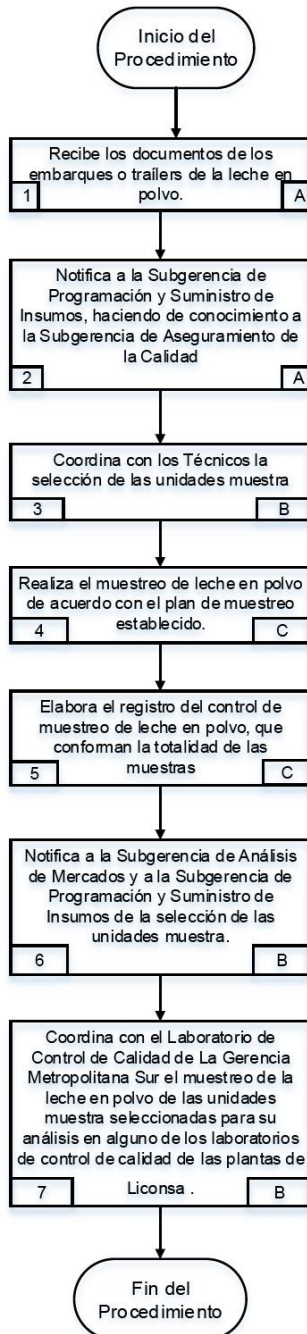 Inicio del
Procedimiento
Recibe los documentos de los
embarques o traílers de la leche en
polvo.
1 A
Notifica a la Subgerencia de
Programación y Suministro de
Insumos, haciendo de conocimiento a
la Subgerencia de Aseguramiento de
la Calidad
2 A
Coordina con los Técnicos la
selección de las unidades muestra
3 B
Realiza el muestreo de leche en polvo
de acuerdo con el plan de muestreo
establecido.
4 C
Elabora el registro del control de
muestreo de leche en polvo, que
conforman la totalidad de las
muestras
5 C
Notifica a la Subgerencia de Análisis
de Mercados y a la Subgerencia de
Programación y Suministro de
Insumos de la selección de las
unidades muestra.
6 B
Coordina con el Laboratorio de
Control de Calidad de La Gerencia
Metropolitana Sur el muestreo de la
leche en polvo de las unidades
muestra seleccionadas para su
análisis en alguno de los laboratorios
de control de calidad de las plantas de
Liconsa .
7 B
Fin del
Procedimiento